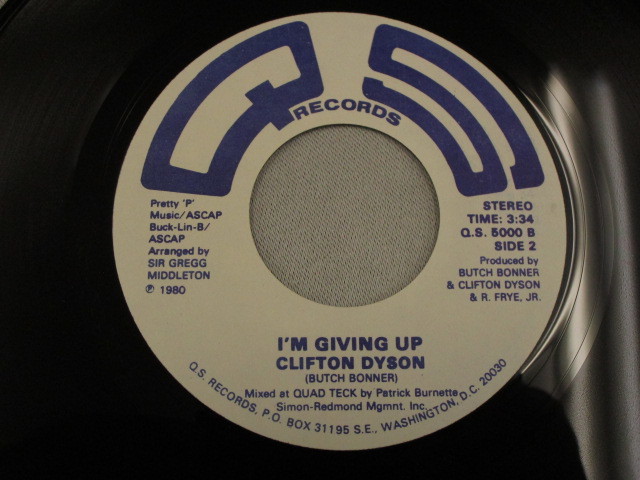 QS
RECORDS
Pretty 'P'
Music/ASCAP
Buck-Lin-B/
ASCAP
Arranged by
SIR GREGG
MIDDLETON
℗ 1980
STEREO
TIME: 3:34
Q.S. 5000 B
SIDE 2
Produced by
BUTCH BONNER
& CLIFTON DYSON
& R. FRYE, JR.
I'M GIVING UP
CLIFTON DYSON
(BUTCH BONNER)
Mixed at QUAD TECK by Patrick Burnette
Simon-Redmond Mgmnt. Inc.
Q.S. RECORDS, P.O. BOX 31195 S.E., WASHINGTON, D.C. 20030